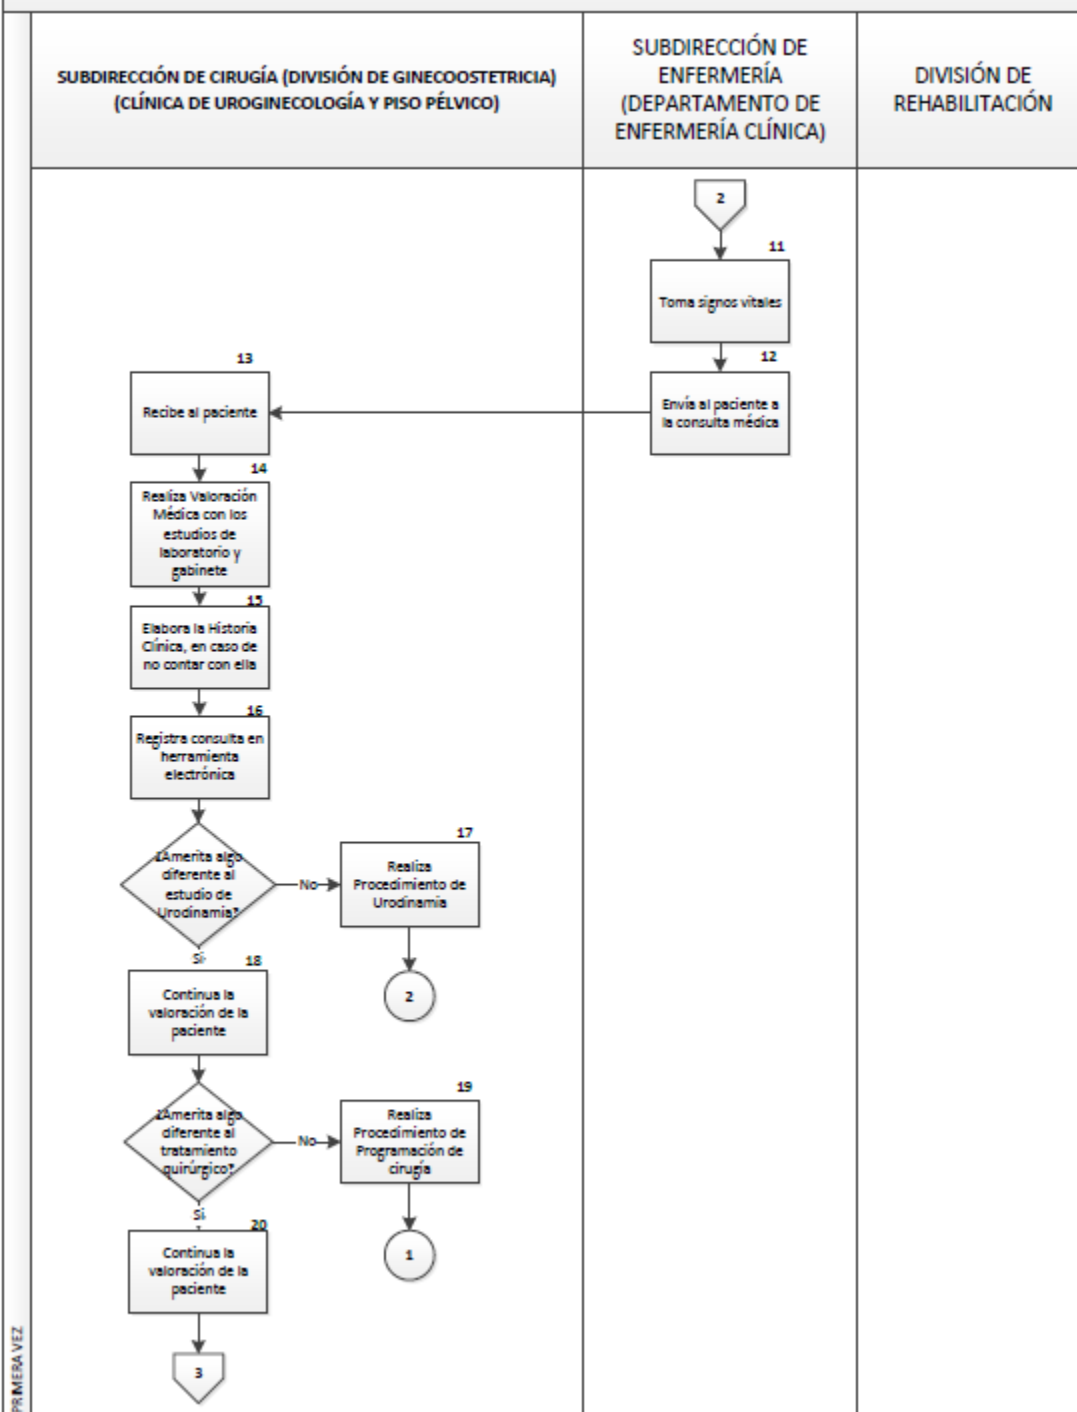 SUBDIRECCIÓN DE CIRUGÍA (DIVISIÓN DE GINECOOSTETRICIA)
(CLÍNICA DE UROGINECOLOGÍA Y PISO PÉLVICO)
SUBDIRECCIÓN DE
ENFERMERÍA
(DEPARTAMENTO DE
ENFERMERÍA CLÍNICA)
DIVISIÓN DE
REHABILITACIÓN
2
11
Toma signos vitales
12
Envía al paciente a
la consulta médica
13
Recibe al paciente
14
Realiza Valoración
Médica con los
estudios de
laboratorio y
gabinete
15
Elabora la Historia
Clínica, en caso de
no contar con ella
16
Registra consulta en
herramienta
electrónica
¿Amerita algo
diferente al
estudio de
Urodinamia?
No
17
Realiza
Procedimiento de
Urodinamia
2
Si
18
Continua la
valoración de la
paciente
¿Amerita algo
diferente al
tratamiento
quirúrgico?
No
19
Realiza
Procedimiento de
Programación de
cirugía
1
Si
20
Continua la
valoración de la
paciente
3
PRIMERA VEZ